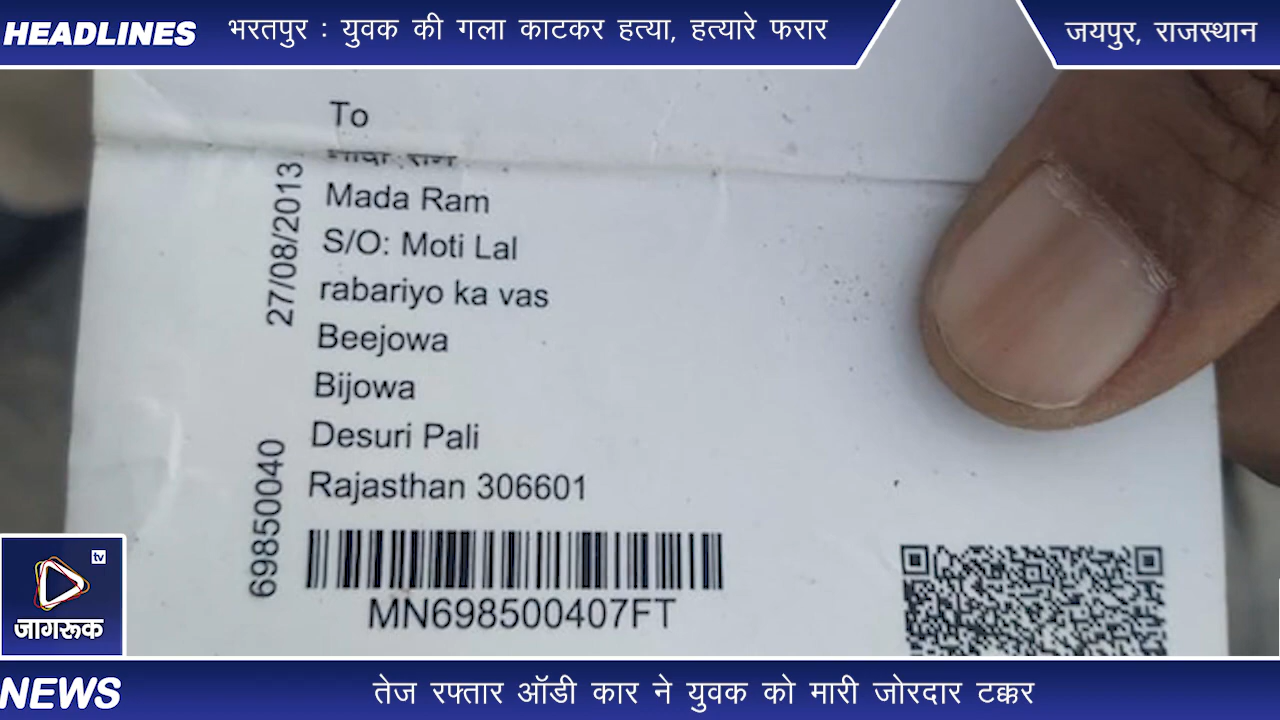 HEADLINES
भरतपुर : युवक की गला काटकर हत्या, हत्यारे फरार
जयपुर, राजस्थान
To
Mada Ram
S/O: Moti Lal
rabariyo ka vas
Beejowa
Bijowa
Desuri Pali
Rajasthan 306601
27/08/2013
69850040
MN698500407FT
tv
जागरूक
NEWS
तेज रफ्तार ऑडी कार ने युवक को मारी जोरदार टक्कर